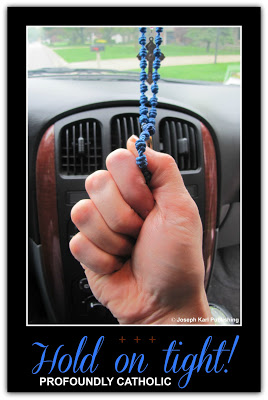 © Joseph Karl Publishing
+ + +
Hold on tight!
PROFOUNDLY CATHOLIC